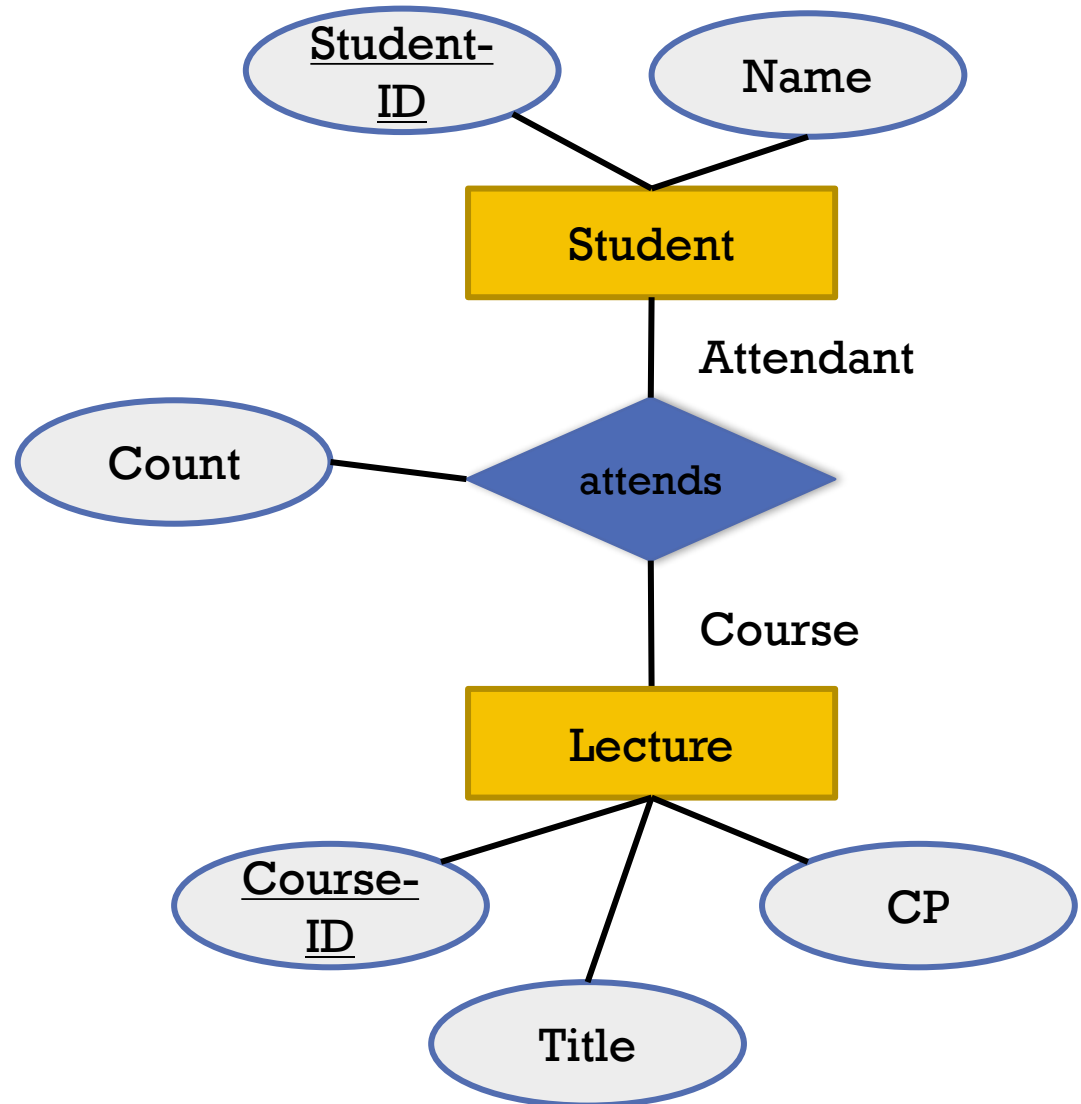 Student-
ID
Name
Student
Attendant
Count
attends
Course
Lecture
Course-
ID
CP
Title